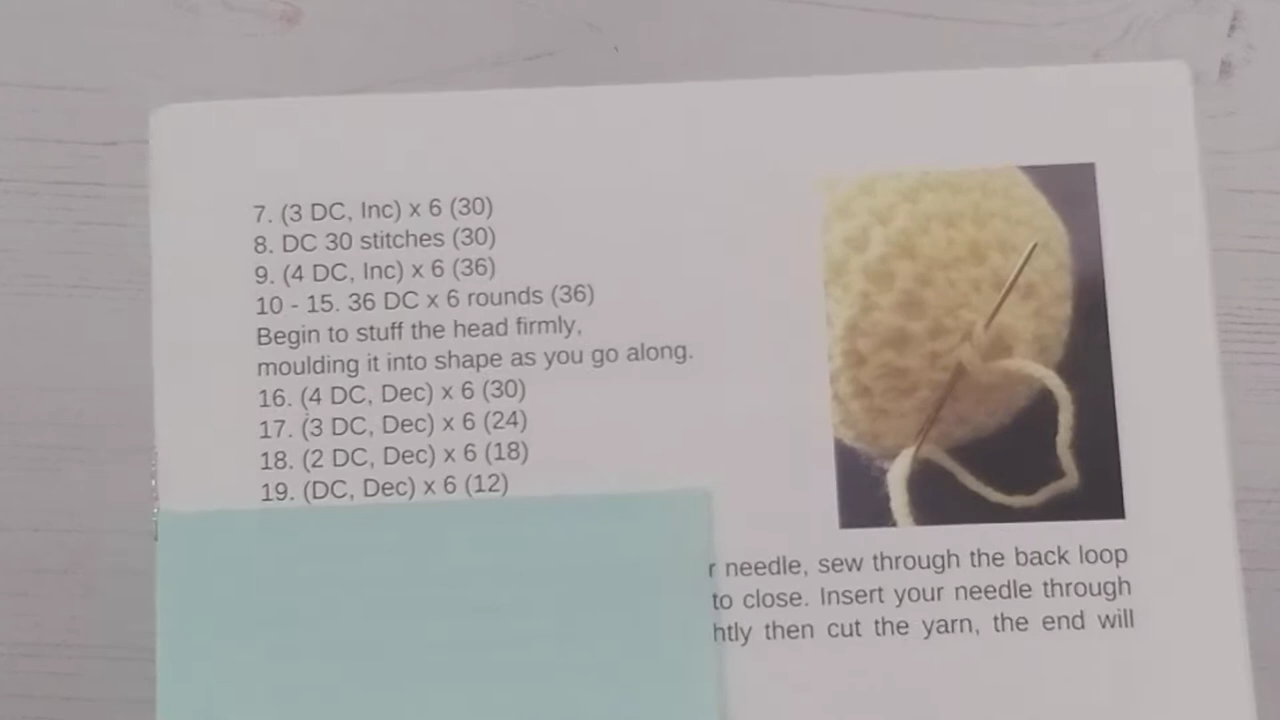 7. (3 DC, Inc) x 6 (30)
8. DC 30 stitches (30)
9. (4 DC, Inc) x 6 (36)
10 - 15. 36 DC x 6 rounds (36)
Begin to stuff the head firmly,
moulding it into shape as you go along.
16. (4 DC, Dec) x 6 (30)
17. (3 DC, Dec) x 6 (24)
18. (2 DC, Dec) x 6 (18)
19. (DC, Dec) x 6 (12)
needle, sew through the back loop
to close. Insert your needle through
then cut the yarn, the end will